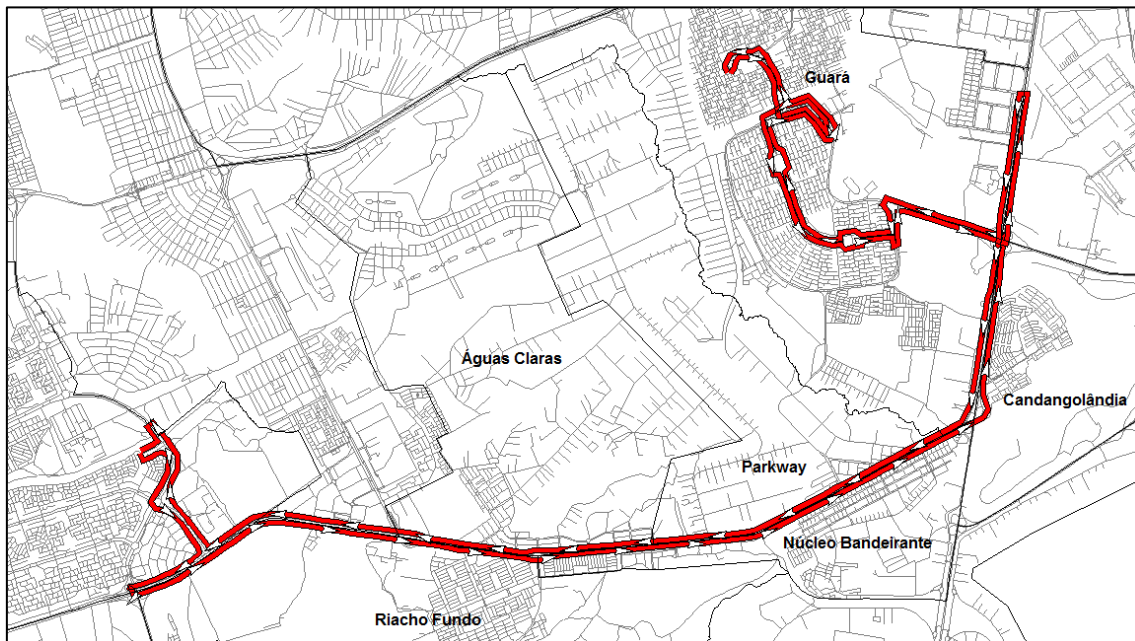 Guará
Águas Claras
Candangolândia
Parkway
Núcleo Bandeirante
Riacho Fundo